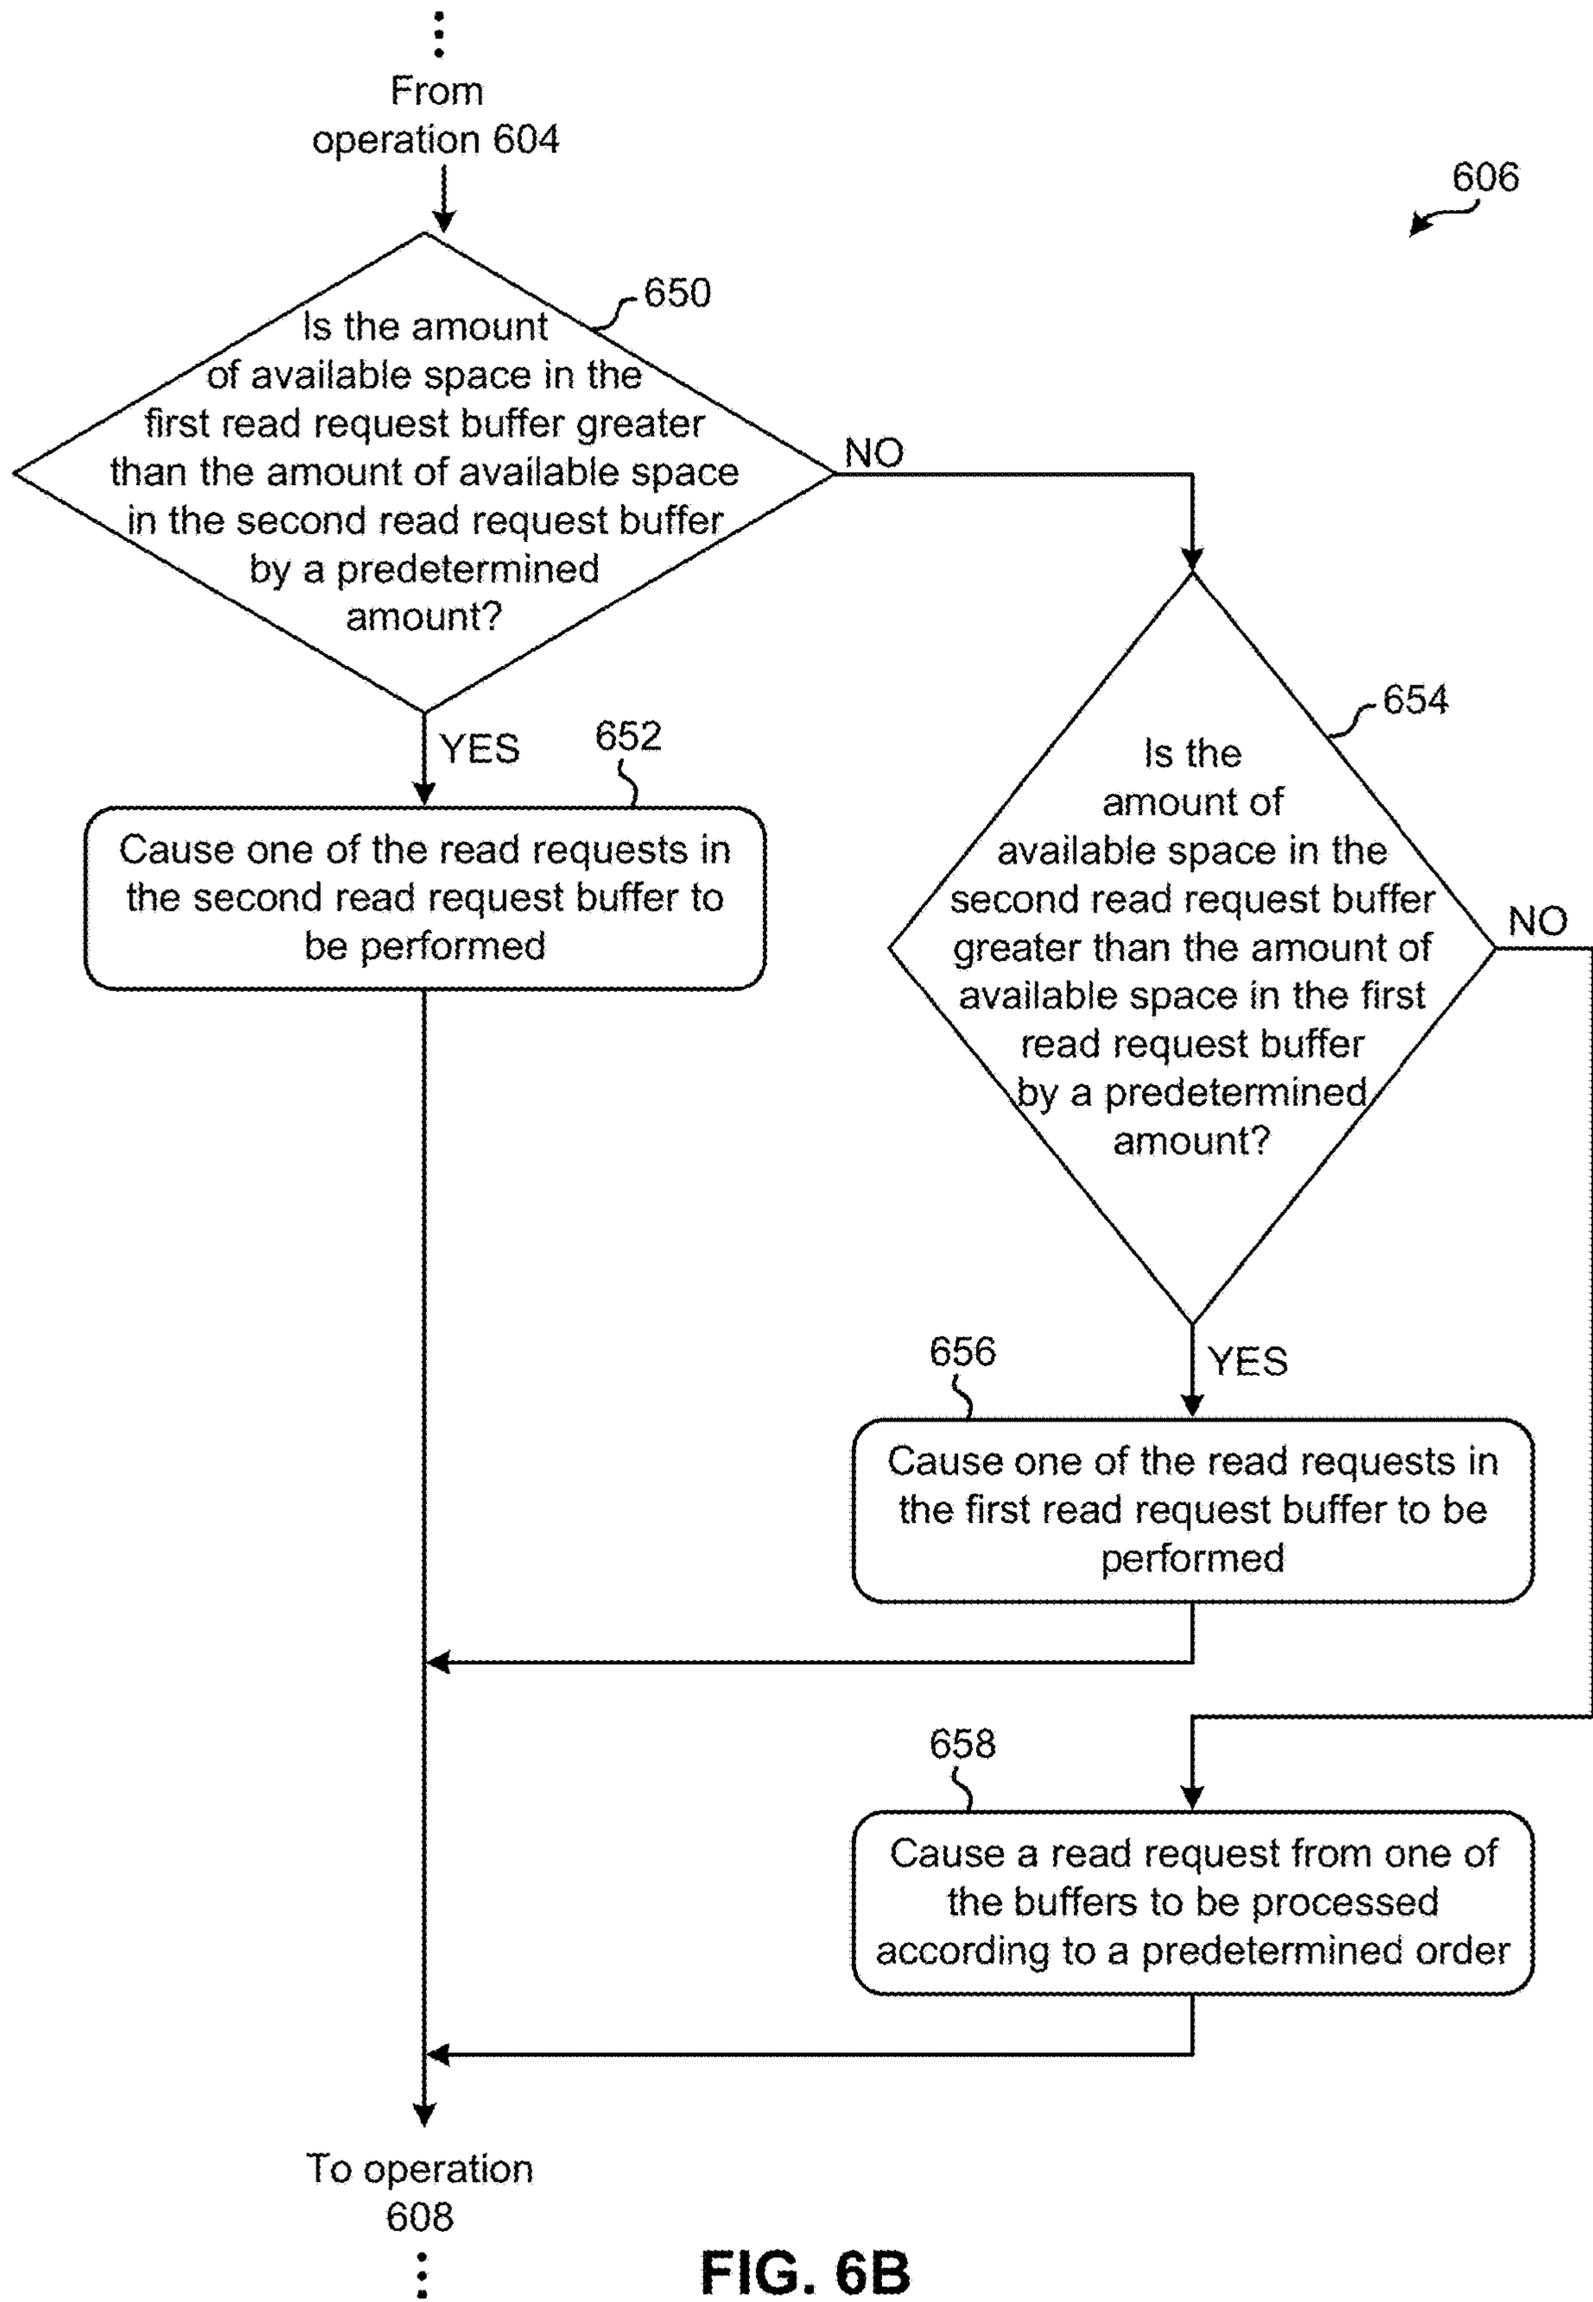 From
operation 604
606
650
Is the amount
of available space in the
first read request buffer greater
than the amount of available space
in the second read request buffer
by a predetermined
amount?
NO
YES
652
Cause one of the read requests in
the second read request buffer to
be performed
654
Is the
amount of
available space in the
second read request buffer
greater than the amount of
available space in the first
read request buffer
by a predetermined
amount?
NO
YES
656
Cause one of the read requests in
the first read request buffer to be
performed
658
Cause a read request from one of
the buffers to be processed
according to a predetermined order
To operation
608
FIG. 6B